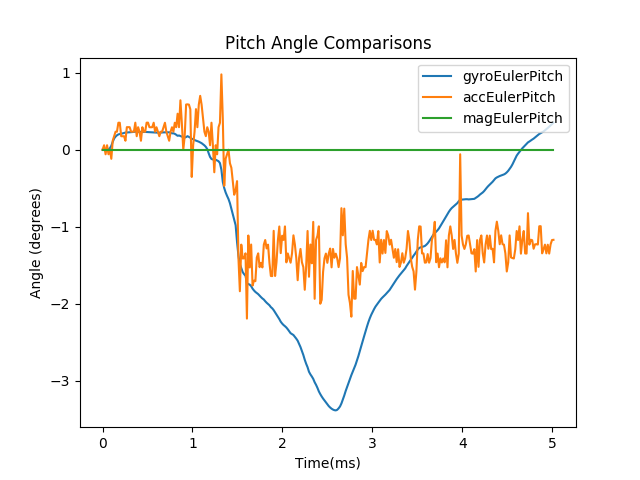 Pitch Angle Comparisons
gyroEulerPitch
accEulerPitch
magEulerPitch
Angle (degrees)
1
0
−1
−2
−3
0 1 2 3 4 5
Time(ms)